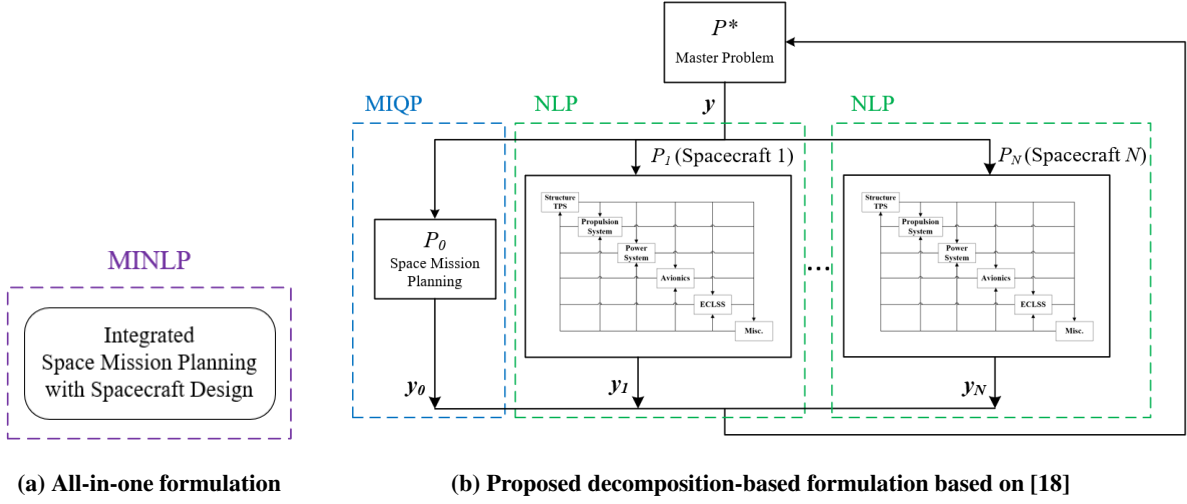 MINLP
Integrated
Space Mission Planning
with Spacecraft Design
(a) All-in-one formulation
P*
Master Problem
y
MIQP
NLP
NLP
P0
Space Mission
Planning
y0
P1 (Spacecraft 1)
Structure
TPS
Propulsion
System
Power
System
Avionics
ECLSS
Misc.
y1
...
PN (Spacecraft N)
Structure
TPS
Propulsion
System
Power
System
Avionics
ECLSS
Misc.
yN
(b) Proposed decomposition-based formulation based on [18]